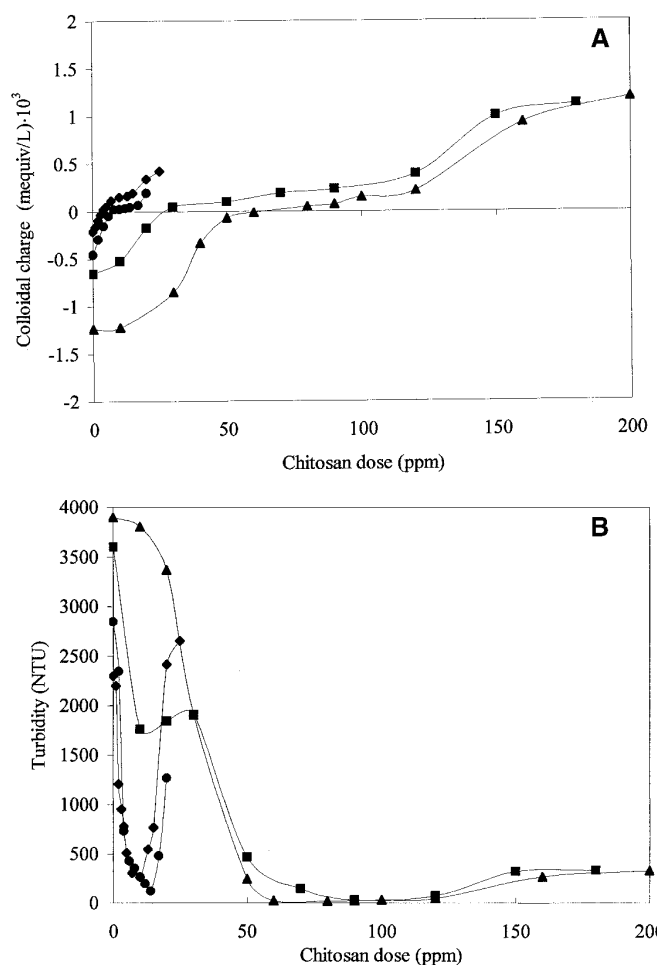 A
2
1.5
1
0.5
0
-0.5
-1
-1.5
-2
Colloidal charge (mequiv/L)·10³
0 50 100 150 200
Chitosan dose (ppm)
B
4000
3500
3000
2500
2000
1500
1000
500
0
Turbidity (NTU)
0 50 100 150 200
Chitosan dose (ppm)